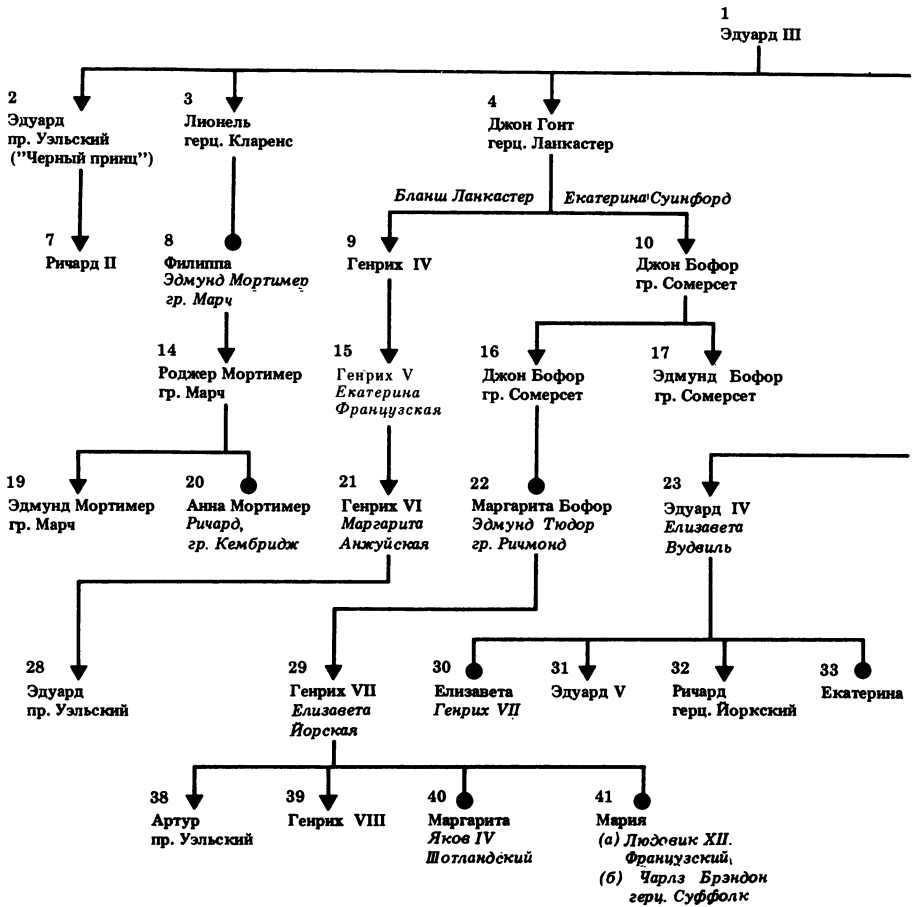 1
Эдуард III
2
Эдуард
пр. Уэльский
("Черный принц")
3
Лионель
герц. Кларенс
4
Джон Гонт
герц. Ланкастер
Бланш Ланкастер
Екатерина Суинфорд
7
Ричард II
8
Филиппа
Эдмунд Мортимер
гр. Марч
9
Генрих IV
10
Джон Бофор
гр. Сомерсет
14
Роджер Мортимер
гр. Марч
15
Генрих V
Екатерина
Французская
16
Джон Бофор
гр. Сомерсет
17
Эдмунд Бофор
гр. Сомерсет
19
Эдмунд Мортимер
гр. Марч
20
Анна Мортимер
Ричард,
гр. Кембридж
21
Генрих VI
Маргарита
Анжуйская
22
Маргарита Бофор
Эдмунд Тюдор
гр. Ричмонд
23
Эдуард IV
Елизавета
Вудвиль
28
Эдуард
пр. Уэльский
29
Генрих VII
Елизавета
Йорская
30
Елизавета
Генрих VII
31
Эдуард V
32
Ричард
герц. Йоркский
33
Екатерина
38
Артур
пр. Уэльский
39
Генрих VIII
40
Маргарита
Яков IV
Шотландский
41
Мария
(а) Людовик XII.
Французский,
(б) Чарлз Брэндон
герц. Суффолк